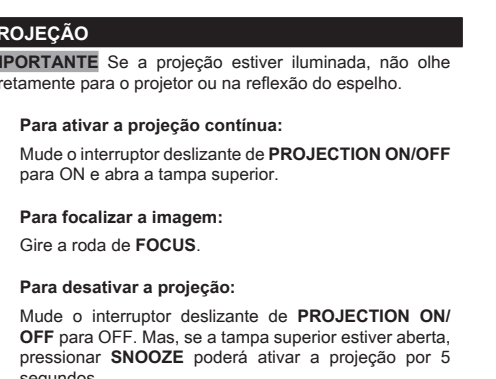 ROJEÇÃO
MPORTANTE Se a projeção estiver iluminada, não olhe
retamente para o projetor ou na reflexão do espelho.
Para ativar a projeção contínua:
Mude o interruptor deslizante de PROJECTION ON/OFF
para ON e abra a tampa superior.
Para focalizar a imagem:
Gire a roda de FOCUS.
Para desativar a projeção:
Mude o interruptor deslizante de PROJECTION ON/
OFF para OFF. Mas, se a tampa superior estiver aberta,
pressionar SNOOZE poderá ativar a projeção por 5
segundos.